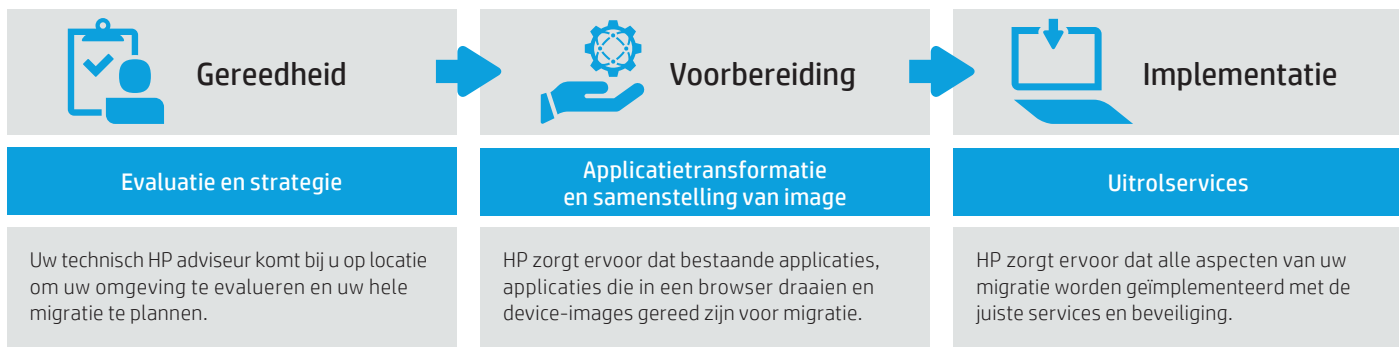 Gereedheid
Voorbereiding
Implementatie
Evaluatie en strategie
Applicatietransformatie
en samenstelling van image
Uitrolservices
Uw technisch HP adviseur komt bij u op locatie
om uw omgeving te evalueren en uw hele
migratie te plannen.
HP zorgt ervoor dat bestaande applicaties,
applicaties die in een browser draaien en
device-images gereed zijn voor migratie.
HP zorgt ervoor dat alle aspecten van uw
migratie worden geïmplementeerd met de
juiste services en beveiliging.